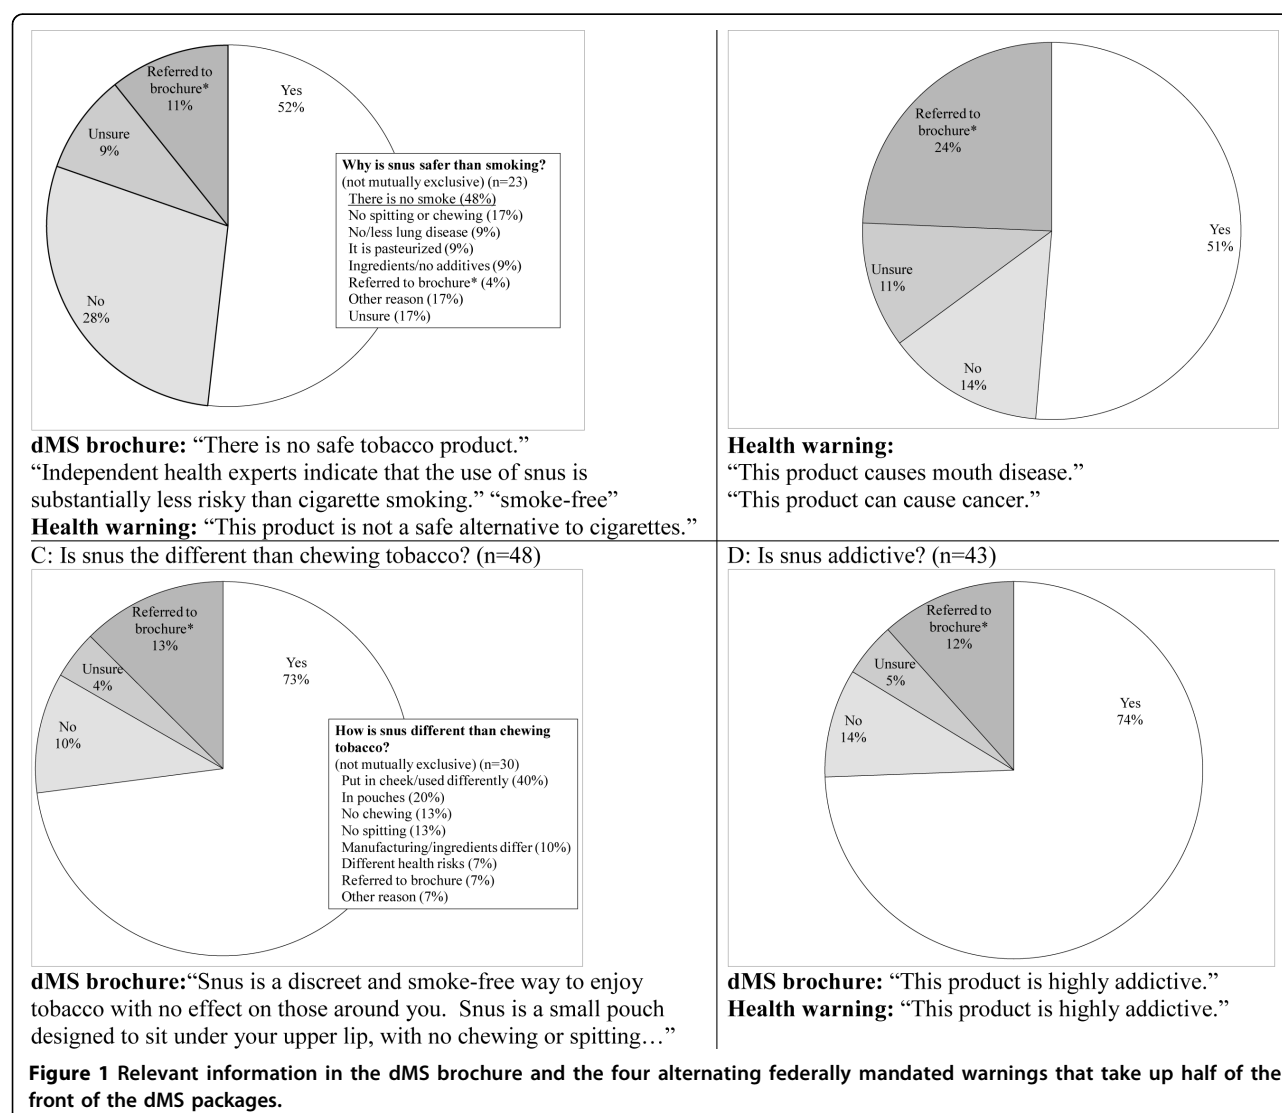 Referred to
brochure*
11%
Yes
52%
Unsure
9%
No
28%
Why is snus safer than smoking?
(not mutually exclusive) (n=23)
There is no smoke (48%)
No spitting or chewing (17%)
No/less lung disease (9%)
It is pasteurized (9%)
Ingredients/no additives (9%)
Referred to brochure* (4%)
Other reason (17%)
Unsure (17%)
dMS brochure: “There is no safe tobacco product.”
“Independent health experts indicate that the use of snus is
substantially less risky than cigarette smoking.” “smoke-free”
Health warning: “This product is not a safe alternative to cigarettes.”
Referred to
brochure*
24%
Yes
51%
Unsure
11%
No
14%
Health warning:
“This product causes mouth disease.”
“This product can cause cancer.”
C: Is snus the different than chewing tobacco? (n=48)
Referred to
brochure*
13%
Yes
73%
Unsure
4%
No
10%
How is snus different than chewing
tobacco?
(not mutually exclusive) (n=30)
Put in cheek/used differently (40%)
In pouches (20%)
No chewing (13%)
No spitting (13%)
Manufacturing/ingredients differ (10%)
Different health risks (7%)
Referred to brochure (7%)
Other reason (7%)
dMS brochure:“Snus is a discreet and smoke-free way to enjoy
tobacco with no effect on those around you.  Snus is a small pouch
designed to sit under your upper lip, with no chewing or spitting…”
D: Is snus addictive? (n=43)
Referred to
brochure*
12%
Unsure
5%
Yes
74%
No
14%
dMS brochure: “This product is highly addictive.”
Health warning: “This product is highly addictive.”
Figure 1 Relevant information in the dMS brochure and the four alternating federally mandated warnings that take up half of the
front of the dMS packages.